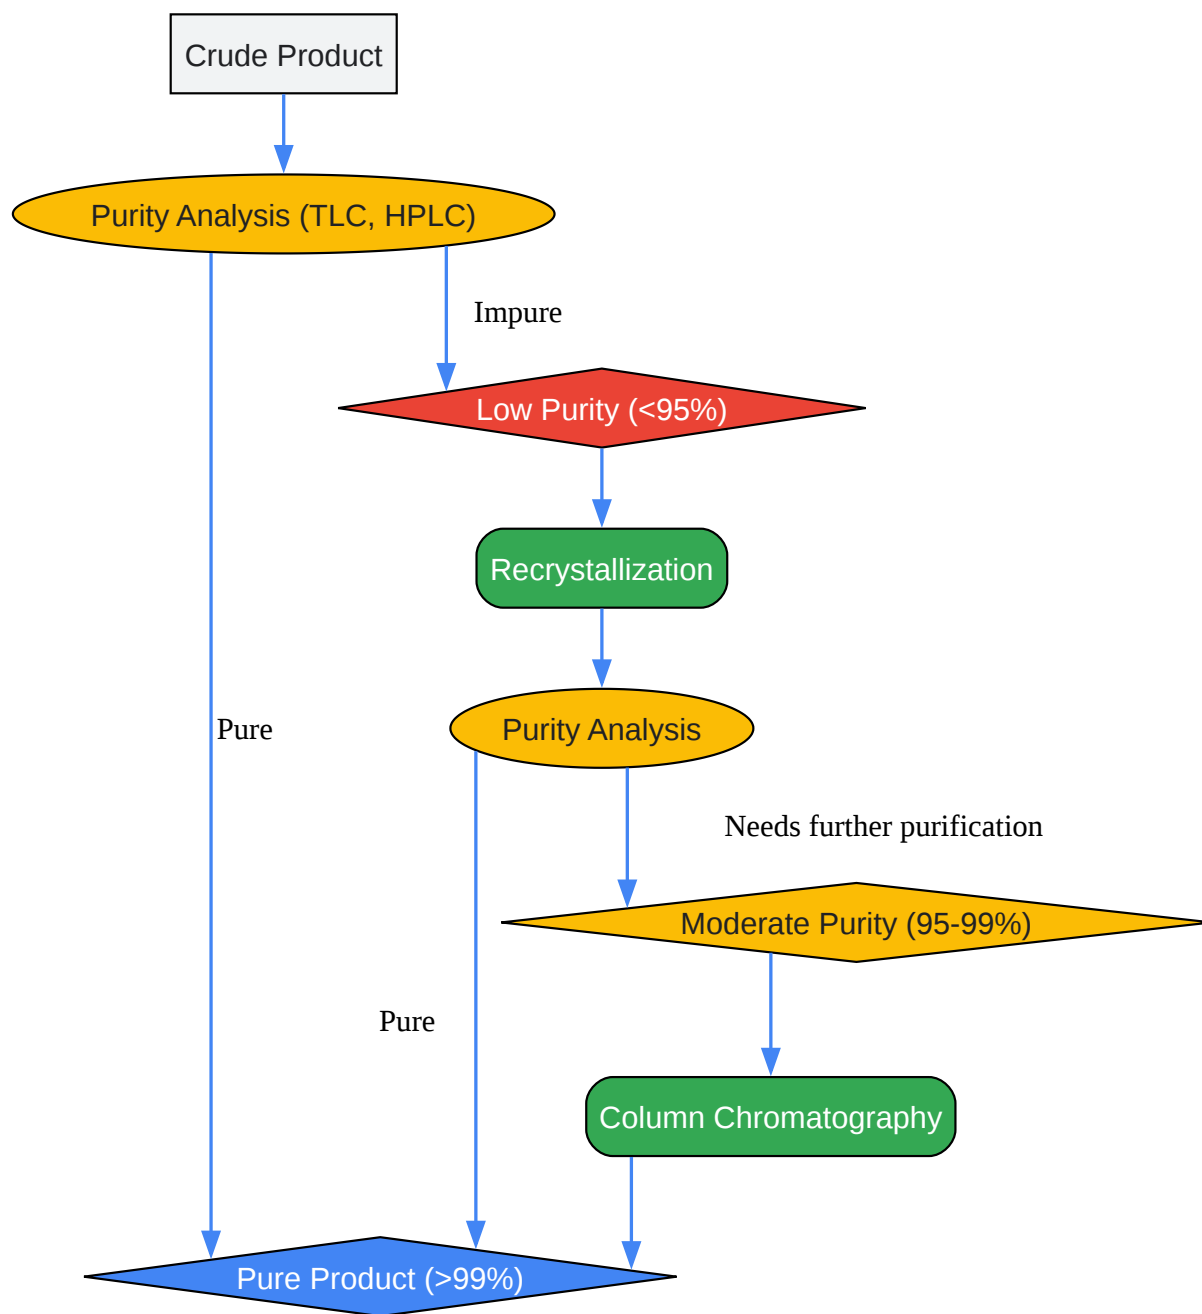 Crude Product
Purity Analysis (TLC, HPLC)
Impure
Low Purity (<95%)
Recrystallization
Pure
Purity Analysis
Needs further purification
Moderate Purity (95-99%)
Pure
Column Chromatography
Pure Product (>99%)